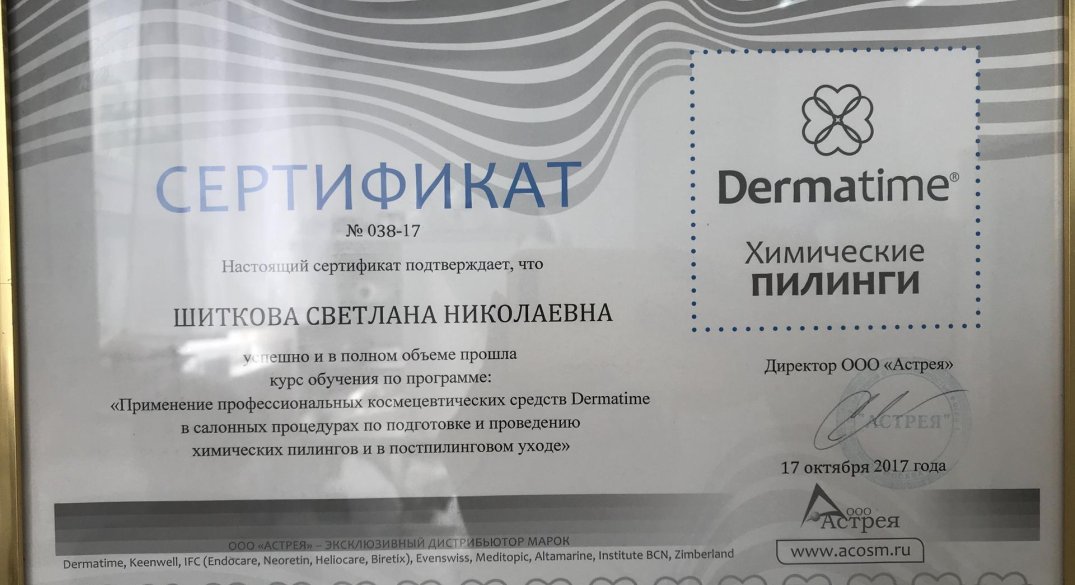 СЕРТИФИКАТ
№ 038-17
Настоящий сертификат подтверждает, что
ШИТКОВА СВЕТЛАНА НИКОЛАЕВНА
успешно и в полном объеме прошла
курс обучения по программе:
«Применение профессиональных космецевтических средств Dermatime
в салонных процедурах по подготовке и проведению
химических пилингов и в постпилинговом уходе»
Dermatime®
Химические
ПИЛИНГИ
Директор ООО «Астрея»
"АСТРЕЯ"
17 октября 2017 года
ООО
Астрея
www.acosm.ru
ООО «АСТРЕЯ» – ЭКСКЛЮЗИВНЫЙ ДИСТРИБЬЮТОР МАРОК
Dermatime, Keenwell, IFC (Endocare, Neoretin, Heliocare, Biretix), Evenswiss, Meditopic, Altamarine, Institute BCN, Zimberland